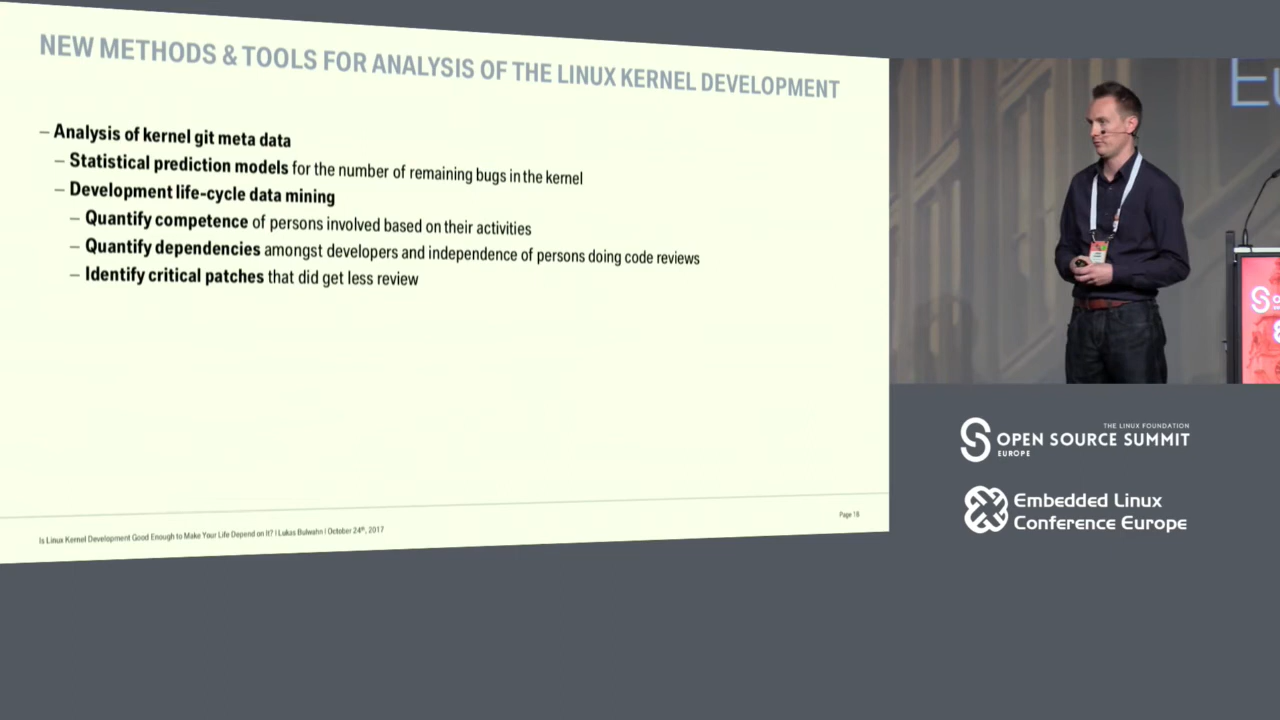 NEW METHODS & TOOLS FOR ANALYSIS OF THE LINUX KERNEL DEVELOPMENT
– Analysis of kernel git meta data
– Statistical prediction models for the number of remaining bugs in the kernel
– Development life-cycle data mining
– Quantify competence of persons involved based on their activities
– Quantify dependencies amongst developers and independence of persons doing code reviews
– Identify critical patches that did get less review
Is Linux Kernel Development Good Enough to Make Your Life Depend on It? | Lukas Bulwahn | October 24th, 2017
Page 18
Eu
THE LINUX FOUNDATION
OPEN SOURCE SUMMIT
EUROPE
Embedded Linux
Conference Europe